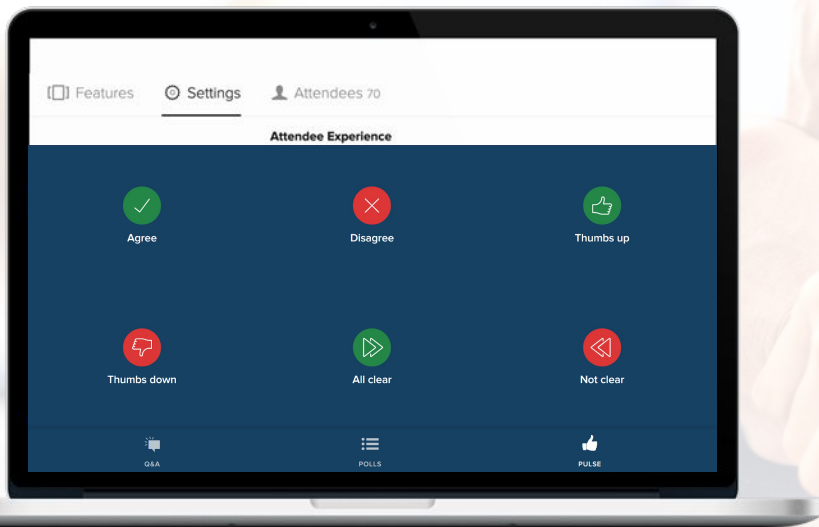 Features Settings Attendees 70
Attendee Experience
Agree Disagree Thumbs up
Thumbs down All clear Not clear
Q&A POLLS PULSE